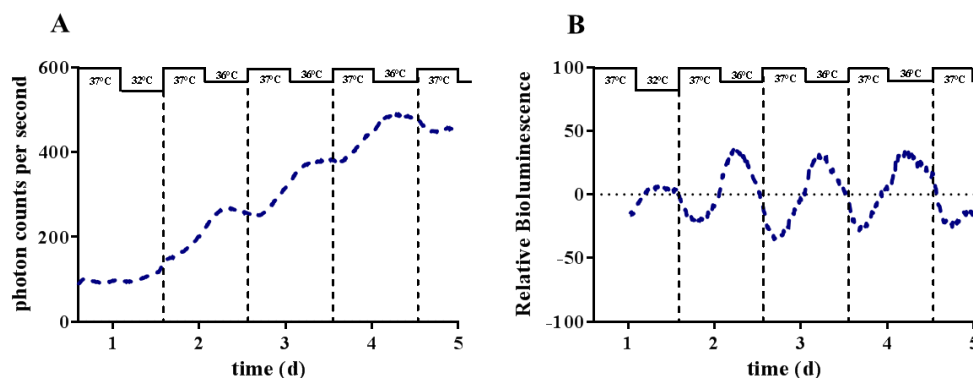 A
600
400
200
0
photon counts per second
37°C 32°C 37°C 36°C 37°C 36°C 37°C 36°C 37°C
1 2 3 4 5
time (d)
B
100
50
0
-50
-100
Relative Bioluminescence
37°C 32°C 37°C 36°C 37°C 36°C 37°C 36°C 37°C
1 2 3 4 5
time (d)